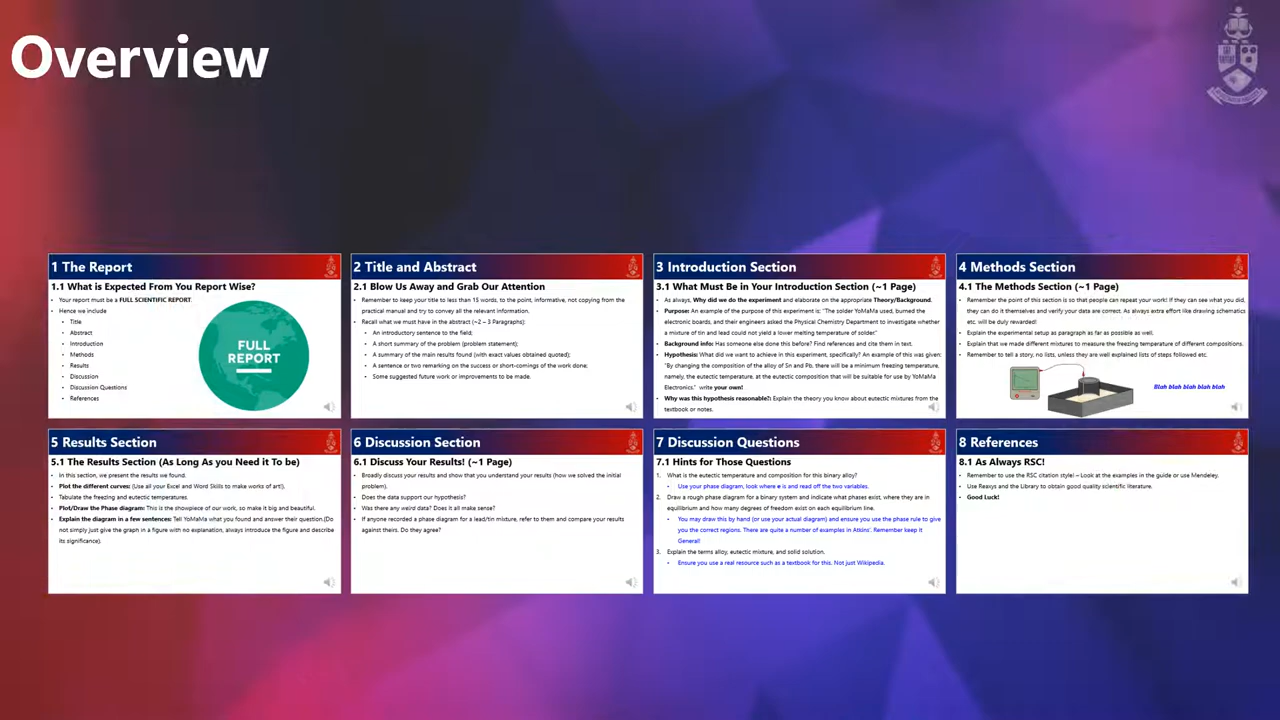 Overview
1 The Report
1.1 What is Expected From You Report Wise?
• Your report must be a FULL SCIENTIFIC REPORT.
• Hence we include
• Title
• Abstract
• Introduction
• Methods
• Results
• Discussion
• Discussion Questions
• References
FULL
REPORT
2 Title and Abstract
2.1 Blow Us Away and Grab Our Attention
• Remember to keep your title to less than 15 words, to the point, informative, not copying from the
practical manual and try to convey all the relevant information.
• Recall what we must have in the abstract (~2 – 3 Paragraphs):
• An introductory sentence to the field;
• A short summary of the problem (problem statement);
• A summary of the main results found (with exact values obtained quoted);
• A sentence or two remarking on the success or short-comings of the work done;
• Some suggested future work or improvements to be made.
3 Introduction Section
3.1 What Must Be in Your Introduction Section (~1 Page)
• As always, Why did we do the experiment and elaborate on the appropriate Theory/Background.
• Purpose: An example of the purpose of this experiment is: "The solder YoMaMa used, burned the
electronic boards, and their engineers asked the Physical Chemistry Department to investigate whether
a mixture of tin and lead could not yield a lower melting temperature of solder"
• Background info: Has someone else done this before? Find references and cite them in text.
• Hypothesis: What did we want to achieve in this experiment, specifically? An example of this was given:
"By changing the composition of the alloy of Sn and Pb, there will be a minimum freezing temperature,
namely, the eutectic temperature, at the eutectic composition that will be suitable for use by YoMaMa
Electronics." write your own!
• Why was this hypothesis reasonable?: Explain the theory you know about eutectic mixtures from the
textbook or notes.
4 Methods Section
4.1 The Methods Section (~1 Page)
• Remember the point of this section is so that people can repeat your work! If they can see what you did,
they can do it themselves and verify your data are correct. As always extra effort like drawing schematics
etc. will be duly rewarded!
• Explain the experimental setup as paragraph as far as possible as well.
• Explain that we made different mixtures to measure the freezing temperature of different compositions.
• Remember to tell a story, no lists, unless they are well explained lists of steps followed etc.
Blah blah blah blah blah
5 Results Section
5.1 The Results Section (As Long As you Need it To be)
• In this section, we present the results we found.
• Plot the different curves: (Use all your Excel and Word Skills to make works of art!).
• Tabulate the freezing and eutectic temperatures.
• Plot/Draw the Phase diagram: This is the showpiece of our work, so make it big and beautiful.
• Explain the diagram in a few sentences: Tell YoMaMa what you found and answer their question.(Do
not simply just give the graph in a figure with no explanation, always introduce the figure and describe
its significance).
6 Discussion Section
6.1 Discuss Your Results! (~1 Page)
• Broadly discuss your results and show that you understand your results (how we solved the initial
problem).
• Does the data support our hypothesis?
• Was there any weird data? Does it all make sense?
• If anyone recorded a phase diagram for a lead/tin mixture, refer to them and compare your results
against theirs. Do they agree?
7 Discussion Questions
7.1 Hints for Those Questions
1. What is the eutectic temperature and composition for this binary alloy?
• Use your phase diagram, look where e is and read off the two variables.
2. Draw a rough phase diagram for a binary system and indicate what phases exist, where they are in
equilibrium and how many degrees of freedom exist on each equilibrium line.
• You may draw this by hand (or use your actual diagram) and ensure you use the phase rule to give
you the correct regions. There are quite a number of examples in Atkins'. Remember keep it
General!
3. Explain the terms alloy, eutectic mixture, and solid solution.
• Ensure you use a real resource such as a textbook for this. Not just Wikipedia.
8 References
8.1 As Always RSC!
• Remember to use the RSC citation style! – Look at the examples in the guide or use Mendeley.
• Use Reaxys and the Library to obtain good quality scientific literature.
• Good Luck!